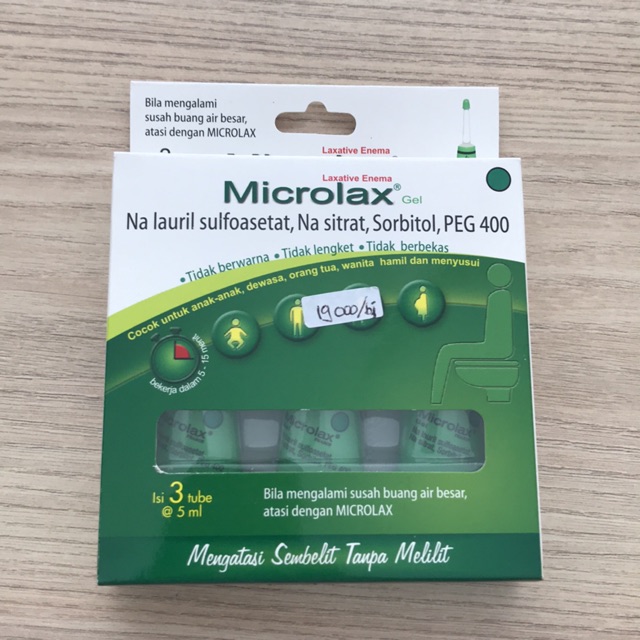 Bila mengalami
susah buang air besar,
atasi dengan MICROLAX
Laxative Enema
Laxative Enema
Microlax® Gel
Na lauril sulfoasetat, Na sitrat, Sorbitol, PEG 400
• Tidak berwarna • Tidak lengket • Tidak berbekas
Cocok untuk anak-anak, dewasa, orang tua, wanita hamil dan menyusui
19000/bj
bekerja dalam 5 - 15 menit
Microlax® Microlax® Microlax
Isi 3 tube
@ 5 ml
Bila mengalami susah buang air besar,
atasi dengan MICROLAX
Mengatasi Sembelit Tanpa Melilit